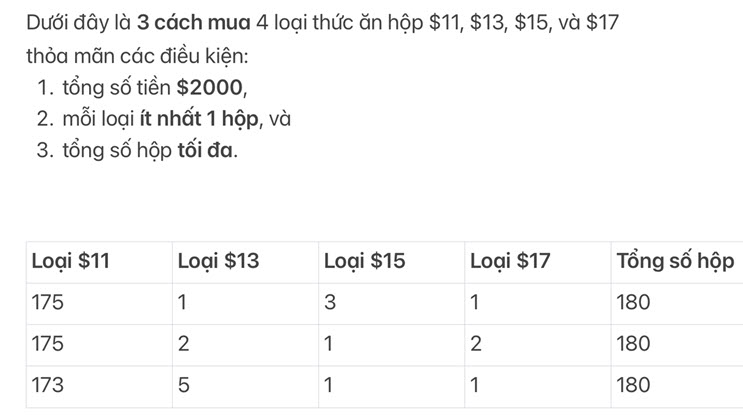 Dưới đây là 3 cách mua 4 loại thức ăn hộp $11, $13, $15, và $17
thỏa mãn các điều kiện:
1. tổng số tiền $2000,
2. mỗi loại ít nhất 1 hộp, và
3. tổng số hộp tối đa.
Loại $11 Loại $13 Loại $15 Loại $17 Tổng số hộp
175 1 3 1 180
175 2 1 2 180
173 5 1 1 180